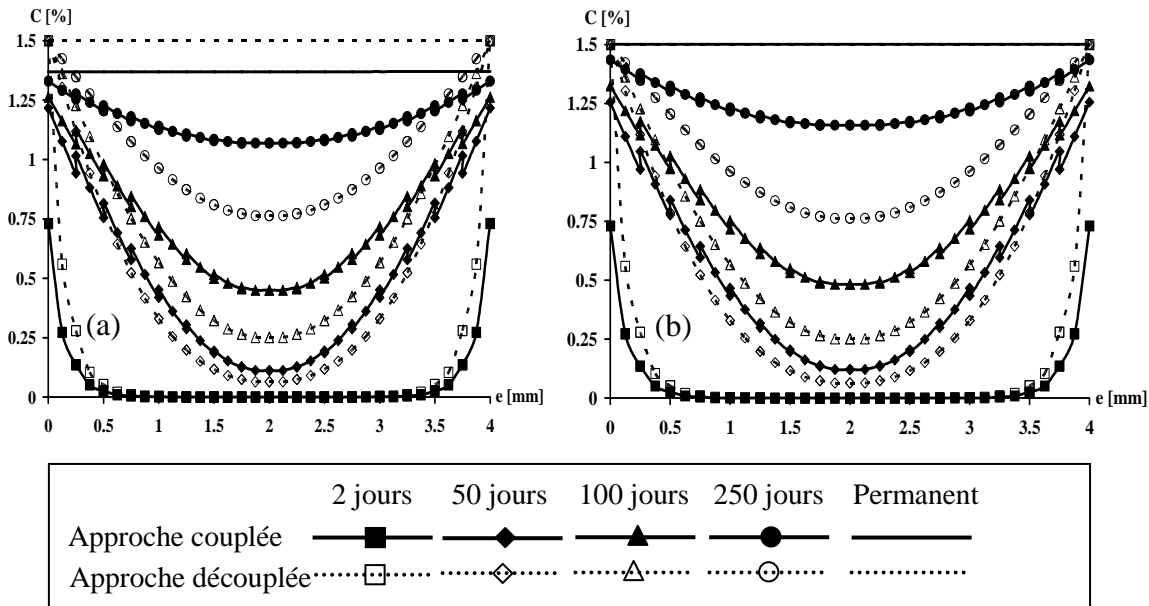 C [%]
1.5
1.25
1
0.75
0.5
0.25
0
(a)
e [mm]
0 0.5 1 1.5 2 2.5 3 3.5 4
C [%]
1.5
1.25
1
0.75
0.5
0.25
0
(b)
e [mm]
0 0.5 1 1.5 2 2.5 3 3.5 4
2 jours 50 jours 100 jours 250 jours Permanent
Approche couplée
Approche découplée